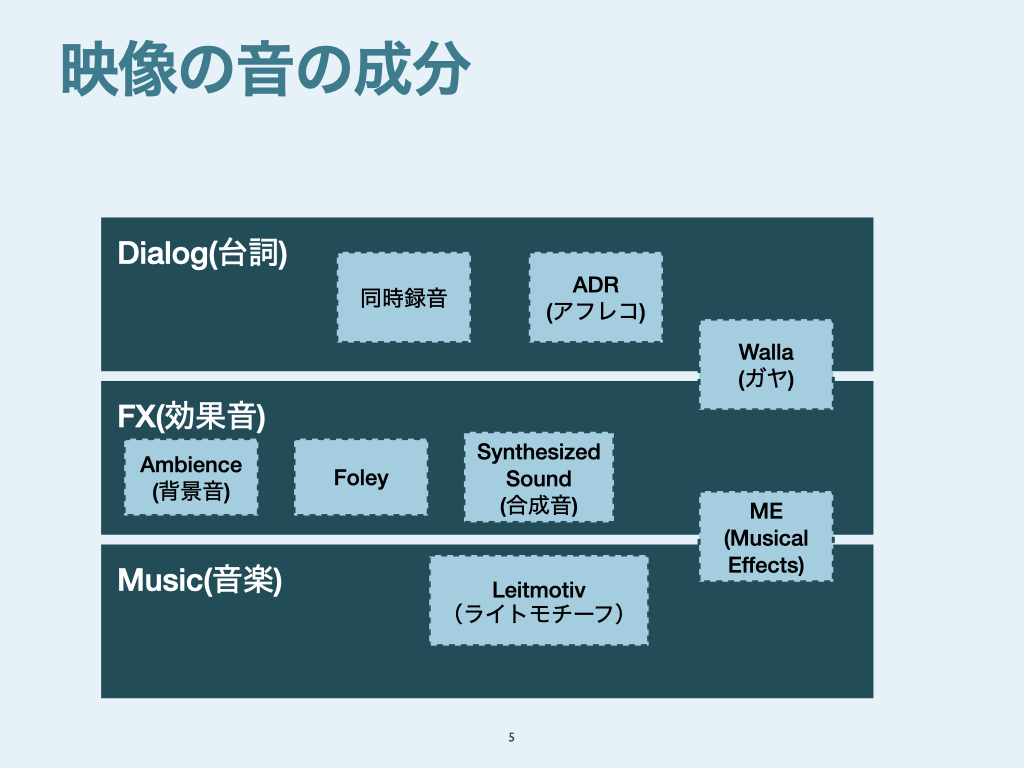 映像の音の成分
Dialog(台詞)
同時録音
ADR
(アフレコ)
Walla
(ガヤ)
FX(効果音)
Ambience
(背景音)
Foley
Synthesized
Sound
(合成音)
ME
(Musical
Effects)
Music(音楽)
Leitmotiv
（ライトモチーフ）
5